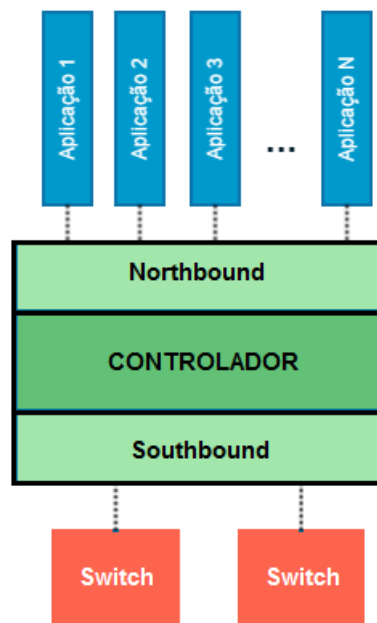 Aplicação 1
Aplicação 2
Aplicação 3
...
Aplicação N
Northbound
CONTROLADOR
Southbound
Switch
Switch